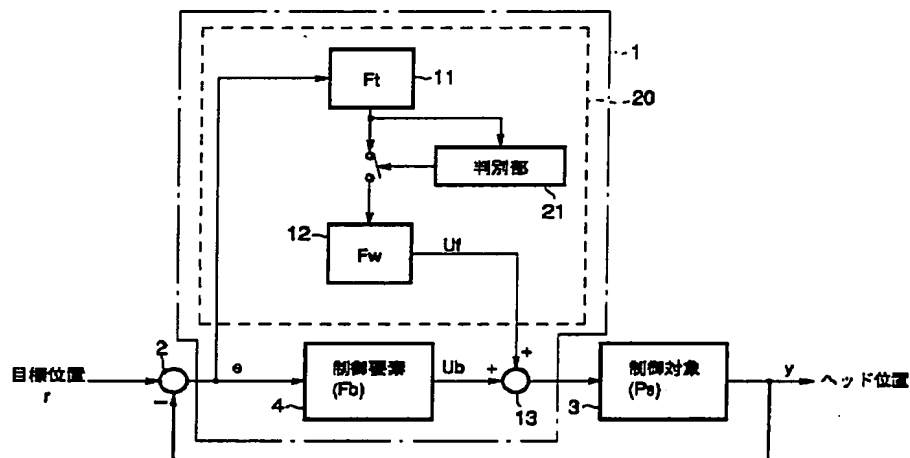 1
Ft
11
20
判別部
21
12
Fw
Uf
2
目標位置
r
e
制御要素
(Fb)
4
Ub
+
+
13
制御対象
(Ps)
3
y
ヘッド位置
−